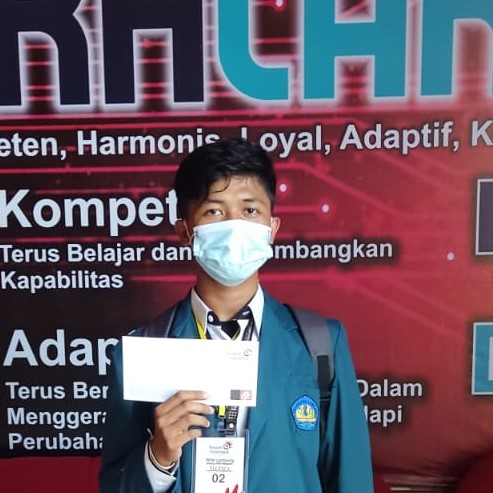 eten, Harmonis, Loyal, Adaptif, K
Kompet
Terus Belajar dan
mbangkan
Kapabilitas
Adap
Terus Ber
Dalam
Menggera
api
Perubaha
02